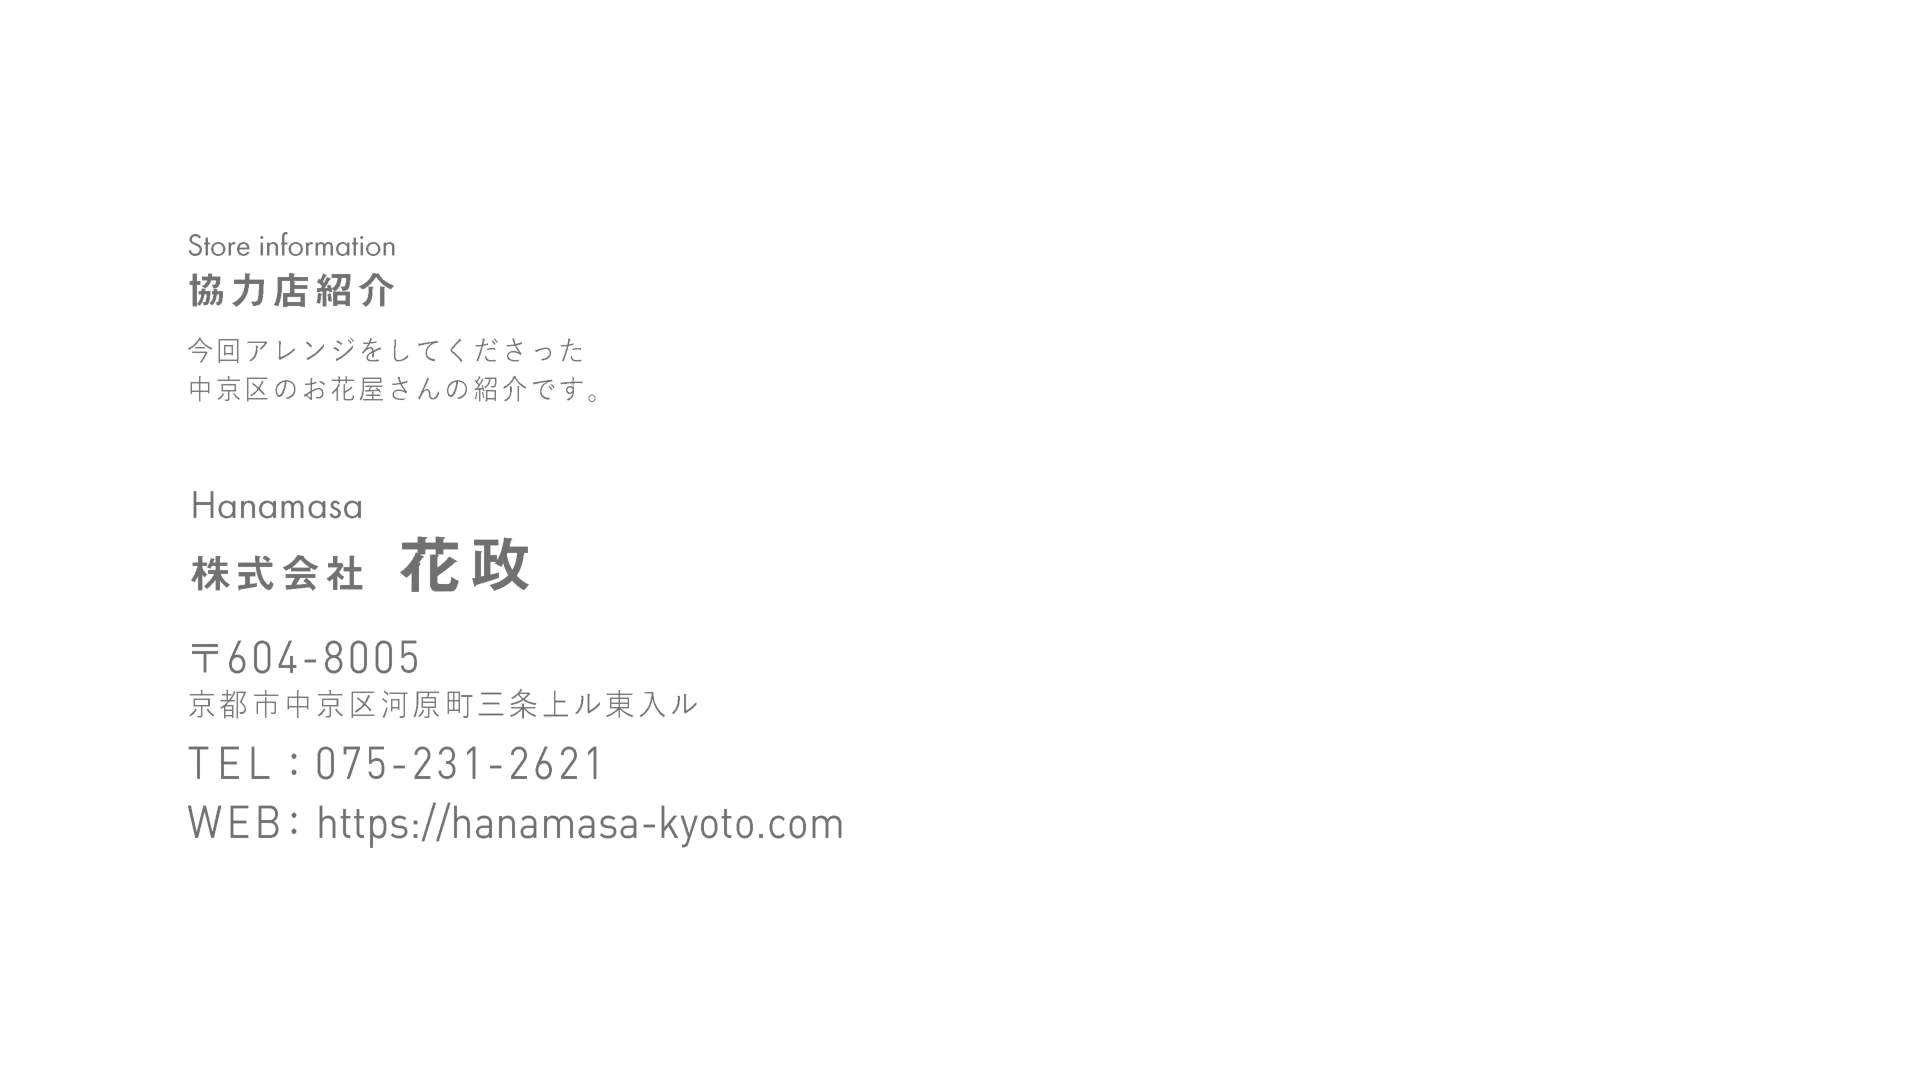 Store information
協力店紹介
今回アレンジをしてくださった
中京区のお花屋さんの紹介です。
Hanamasa
株式会社 花政
〒604-8005
京都市中京区河原町三条上ル東入ル
TEL：075-231-2621
WEB：https://hanamasa-kyoto.com